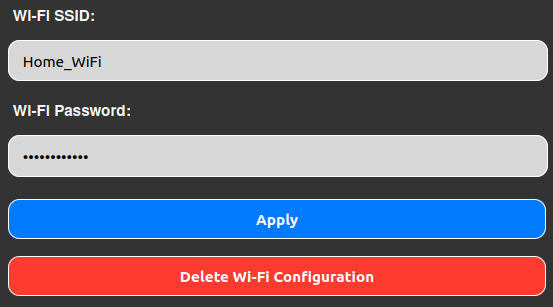 WI-FI SSID:
Home_WiFi
WI-FI Password:
••••••••••••
Apply
Delete Wi-Fi Configuration